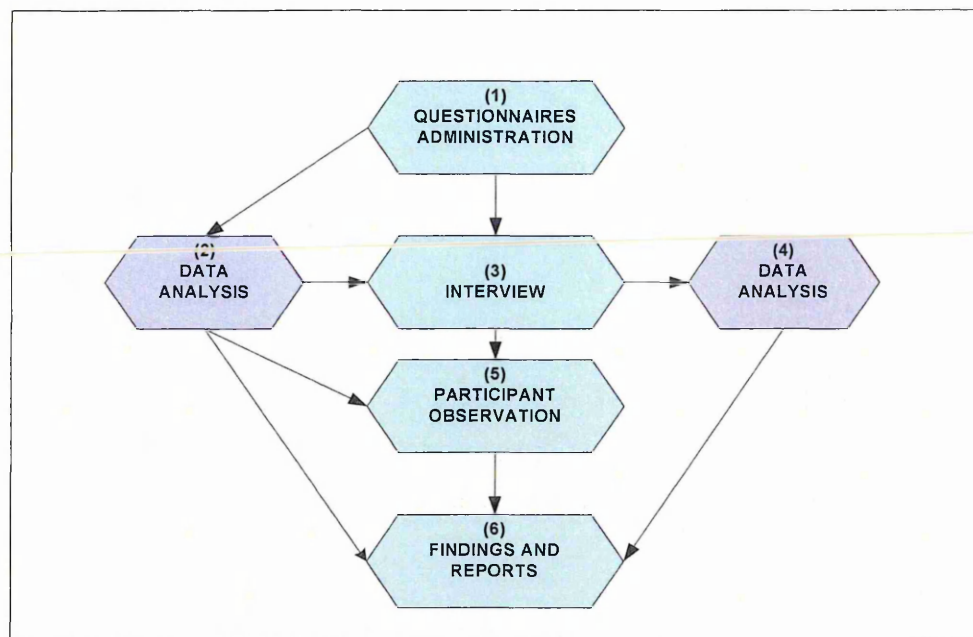 (1)
QUESTIONNAIRES
ADMINISTRATION
(2)
DATA
ANALYSIS
(3)
INTERVIEW
(4)
DATA
ANALYSIS
(5)
PARTICIPANT
OBSERVATION
(6)
FINDINGS AND
REPORTS